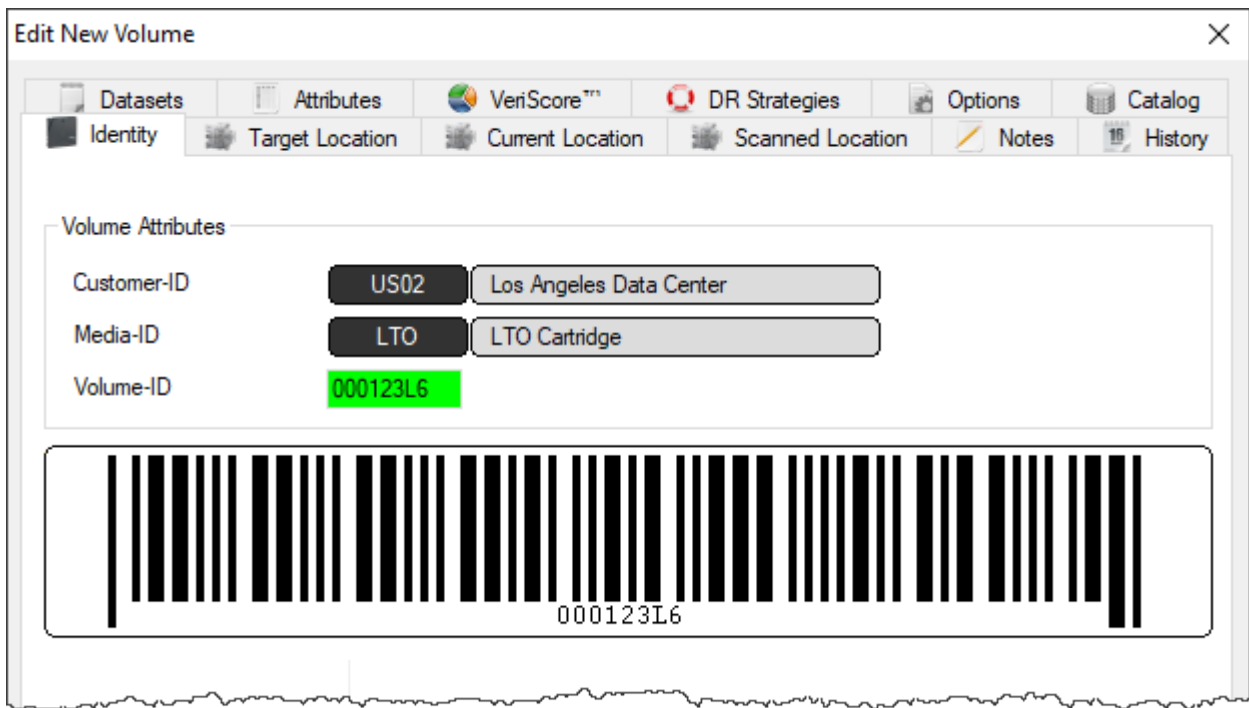 Edit New Volume
Datasets Attributes VeriScore™ DR Strategies Options Catalog
Identity Target Location Current Location Scanned Location Notes 16 History
Volume Attributes
Customer-ID US02 Los Angeles Data Center
Media-ID LTO LTO Cartridge
Volume-ID 000123L6
000123L6